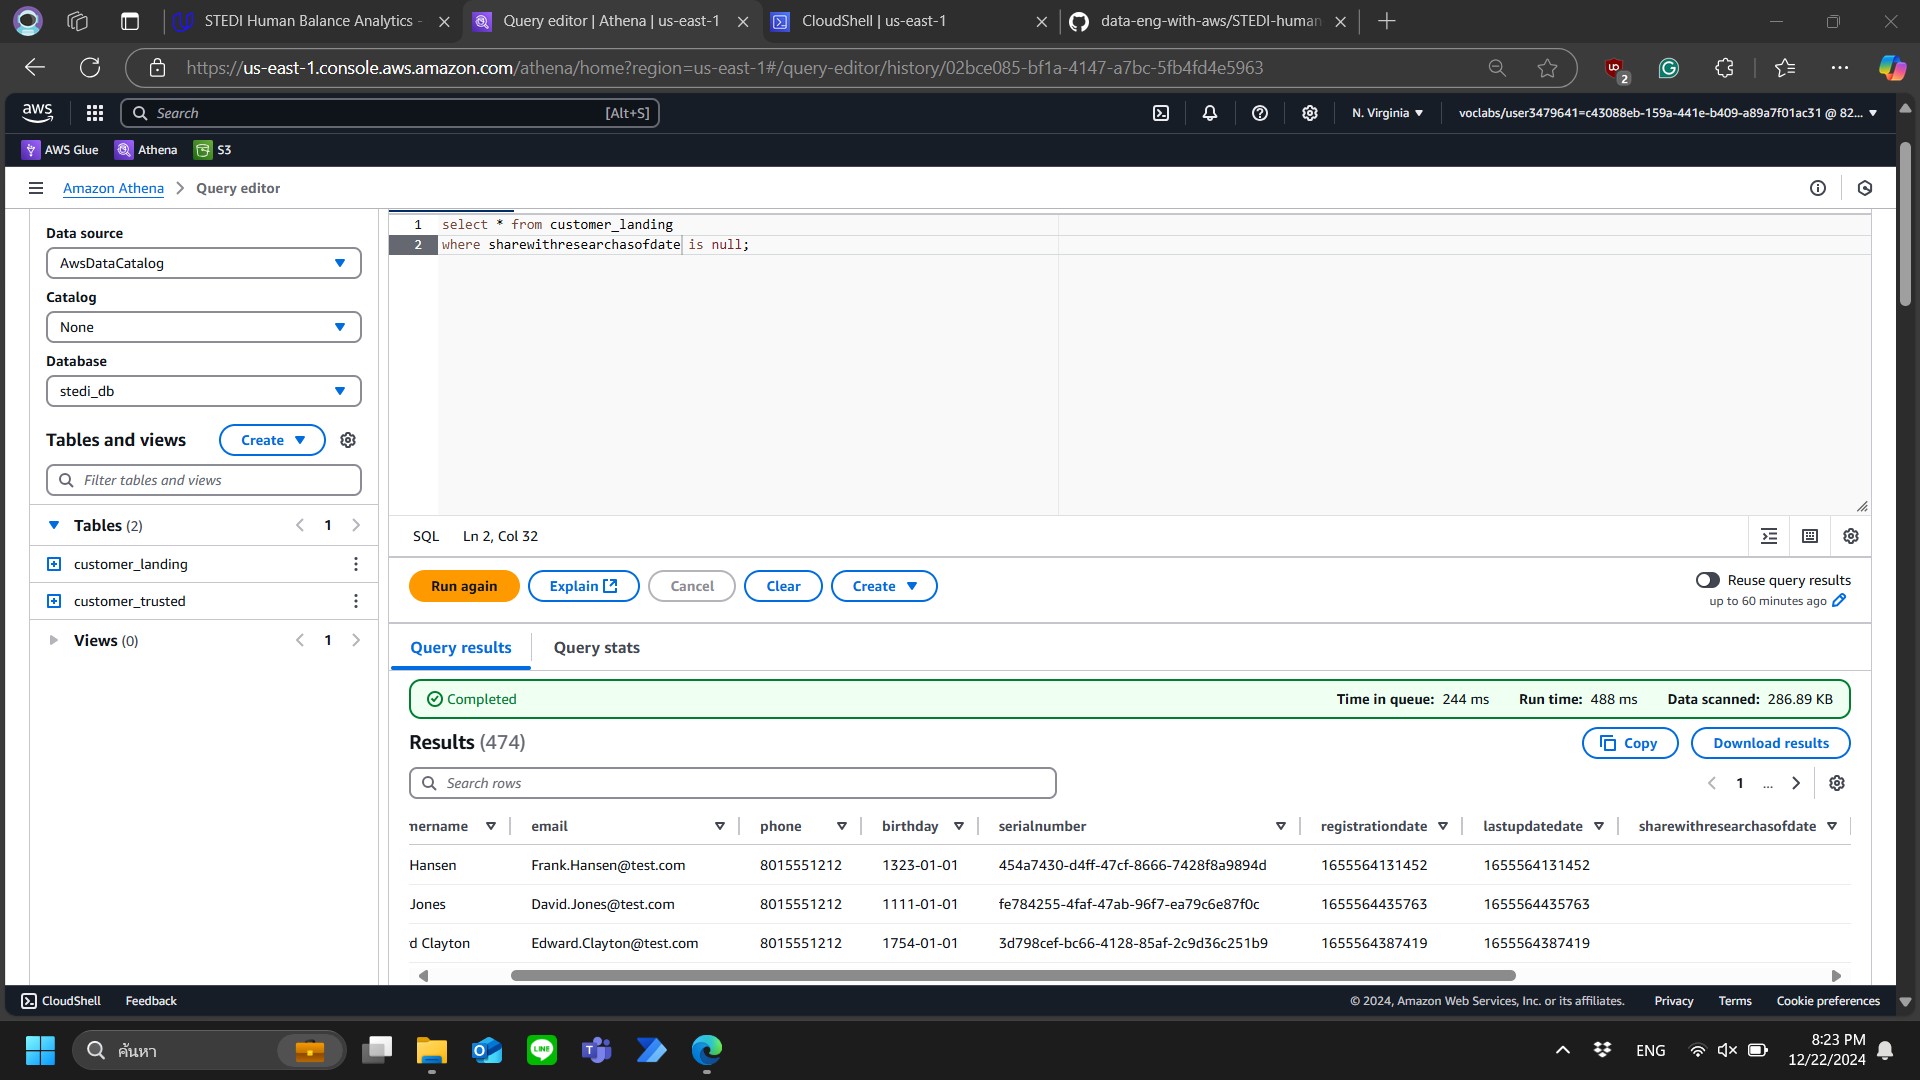 STEDI Human Balance Analytics -
Query editor | Athena | us-east-1
CloudShell | us-east-1
data-eng-with-aws/STEDI-human
https://us-east-1.console.aws.amazon.com/athena/home?region=us-east-1#/query-editor/history/02bce085-bf1a-4147-a7bc-5fb4fd4e5963
2
aws
Search
[Alt+S]
N. Virginia
voclabs/user3479641=c43088eb-159a-441e-b409-a89a7f01ac31 @ 82...
AWS Glue
Athena
S3
Amazon Athena
Query editor
Data source
AwsDataCatalog
Catalog
None
Database
stedi_db
Tables and views
Create
Filter tables and views
Tables (2)
1
customer_landing
customer_trusted
Views (0)
1
1 select * from customer_landing
2 where sharewithresearchasofdate is null;
SQL
Ln 2, Col 32
Run again
Explain
Cancel
Clear
Create
Reuse query results
up to 60 minutes ago
Query results
Query stats
Completed
Time in queue: 244 ms
Run time: 488 ms
Data scanned: 286.89 KB
Results (474)
Copy
Download results
Search rows
1
...
mername email phone birthday serialnumber registrationdate lastupdatedate sharewithresearchasofdate
Hansen Frank.Hansen@test.com 8015551212 1323-01-01 454a7430-d4ff-47cf-8666-7428f8a9894d 1655564131452 1655564131452
Jones David.Jones@test.com 8015551212 1111-01-01 fe784255-4faf-47ab-96f7-ea79c6e87f0c 1655564435763 1655564435763
d Clayton Edward.Clayton@test.com 8015551212 1754-01-01 3d798cef-bc66-4128-85af-2c9d36c251b9 1655564387419 1655564387419
CloudShell
Feedback
© 2024, Amazon Web Services, Inc. or its affiliates.
Privacy
Terms
Cookie preferences
ค้นหา
LINE
ENG
8:23 PM
12/22/2024